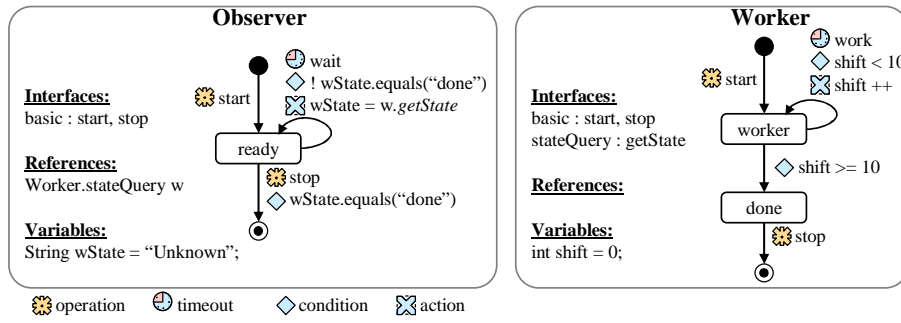 Observer
wait
! wState.equals(“done”)
start
wState = w.getState
Interfaces:
basic : start, stop
ready
References:
Worker.stateQuery w
stop
wState.equals(“done”)
Variables:
String wState = “Unknown”;
Worker
work
shift < 10
start
shift ++
Interfaces:
basic : start, stop
stateQuery : getState
worker
shift >= 10
References:
done
Variables:
int shift = 0;
stop
operation
timeout
condition
action